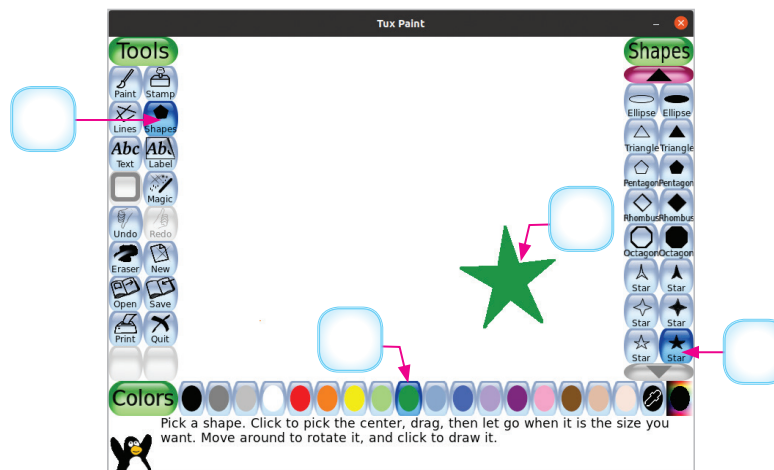 Tux Paint
Tools
Shapes
Paint Stamp
Lines Shapes
Abc Abc
Text Label
Magic
Undo Redo
Eraser New
Open Save
Print Quit
Ellipse Ellipse
Triangle Triangle
Pentagon Pentagon
Rhombus Rhombus
Octagon Octagon
Star Star
Star Star
Star Star
Colors
Pick a shape. Click to pick the center, drag, then let go when it is the size you
want. Move around to rotate it, and click to draw it.